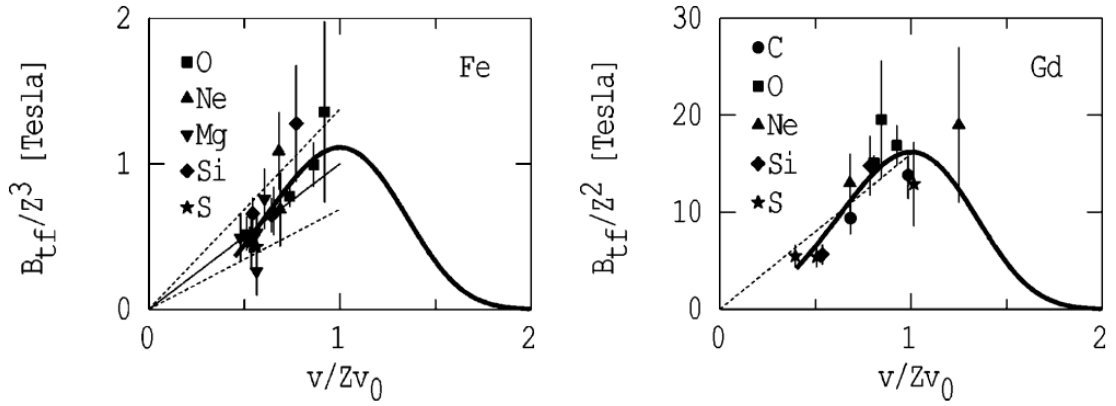 B_tf/Z^3 [Tesla]
2
1
0
O
Ne
Mg
Si
S
Fe
0
1
2
v/Zv_0
B_tf/Z^2 [Tesla]
30
20
10
0
C
O
Ne
Si
S
Gd
0
1
2
v/Zv_0